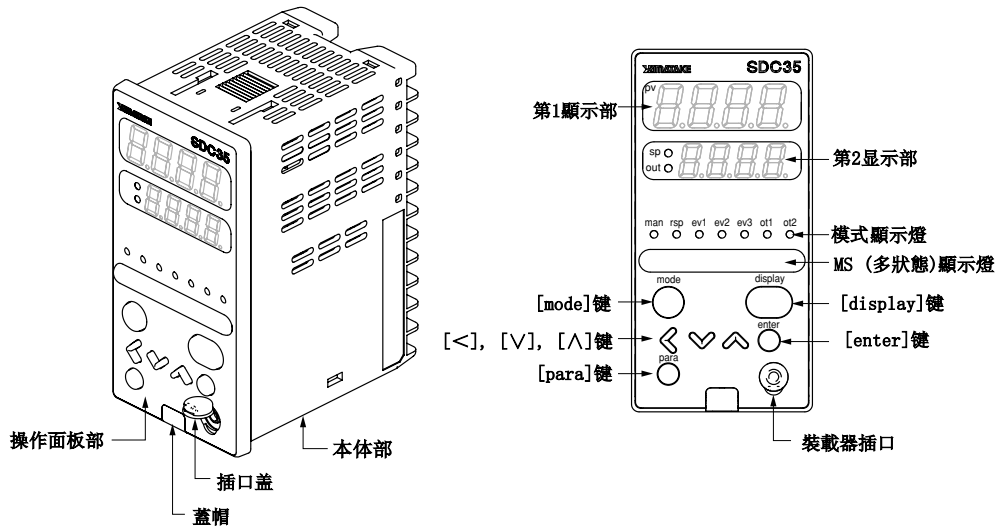 YAMATAKE
SDC35
操作面板部
蓋帽
插口盖
本体部
YAMATAKE
SDC35
pv
第1顯示部
sp
out
第2显示部
man rsp ev1 ev2 ev3 ot1 ot2
模式顯示燈
MS (多狀態)顯示燈
mode
display
[mode]键
[display]键
[<], [∨], [∧]键
enter
[enter]键
para
[para]键
裝載器插口